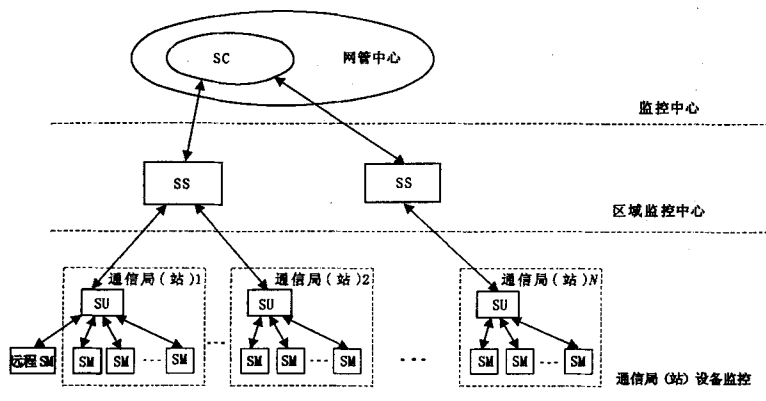 SC
网管中心
监控中心
SS
SS
区域监控中心
通信局(站)1
通信局(站)2
通信局(站)N
SU
SU
SU
远程SM
SM
SM
···
SM
···
SM
SM
···
SM
···
SM
SM
···
SM
通信局(站)设备监控